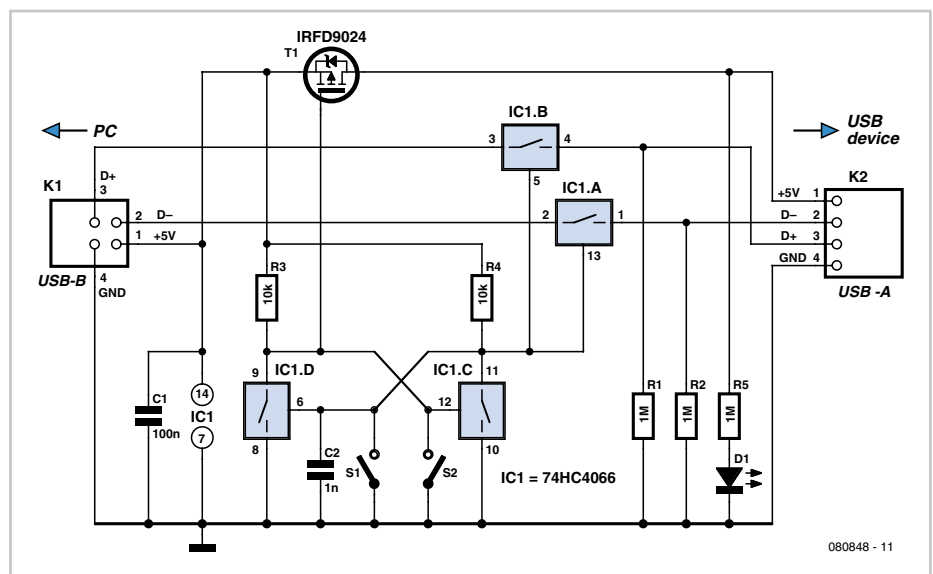 IRFD9024
T1
IC1.B
PC
USB
device
3
4
D+
3
5
IC1.A
K1
K2
+5V
1
2
D–
2
1
D–
2
1
+5V
D+
3
13
GND
4
USB-B
4
GND
R3
R4
USB -A
10k
10k
9
IC1.D
IC1.C
11
14
R1
R2
R5
C1
IC1
6
12
1M
1M
1M
100n
7
8
C2
10
D1
S1
S2
1n
IC1 = 74HC4066
080848 - 11